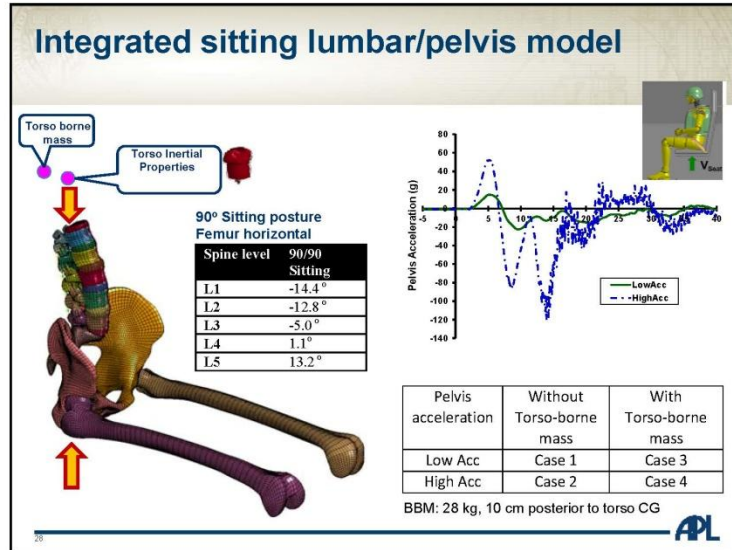 Integrated sitting lumbar/pelvis model
Torso borne
mass
Torso Inertial
Properties
90° Sitting posture
Femur horizontal
Spine level 90/90 Sitting
L1 -14.4°
L2 -12.8°
L3 -5.0°
L4 1.1°
L5 13.2°
V Seat
Pelvis Acceleration (g)
80
60
40
20
0
-20
-40
-60
-80
-100
-120
-140
-5 0 5 10 15 20 25 30 35 40
LowAcc
HighAcc
Pelvis acceleration Without Torso-borne mass With Torso-borne mass
Low Acc Case 1 Case 3
High Acc Case 2 Case 4
BBM: 28 kg, 10 cm posterior to torso CG
28
APL